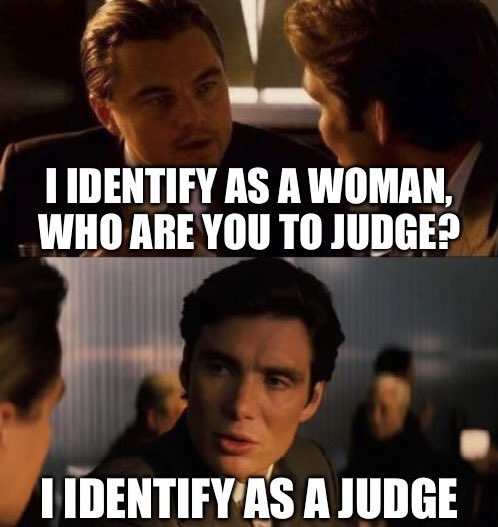 I IDENTIFY AS A WOMAN,
WHO ARE YOU TO JUDGE?
I IDENTIFY AS A JUDGE